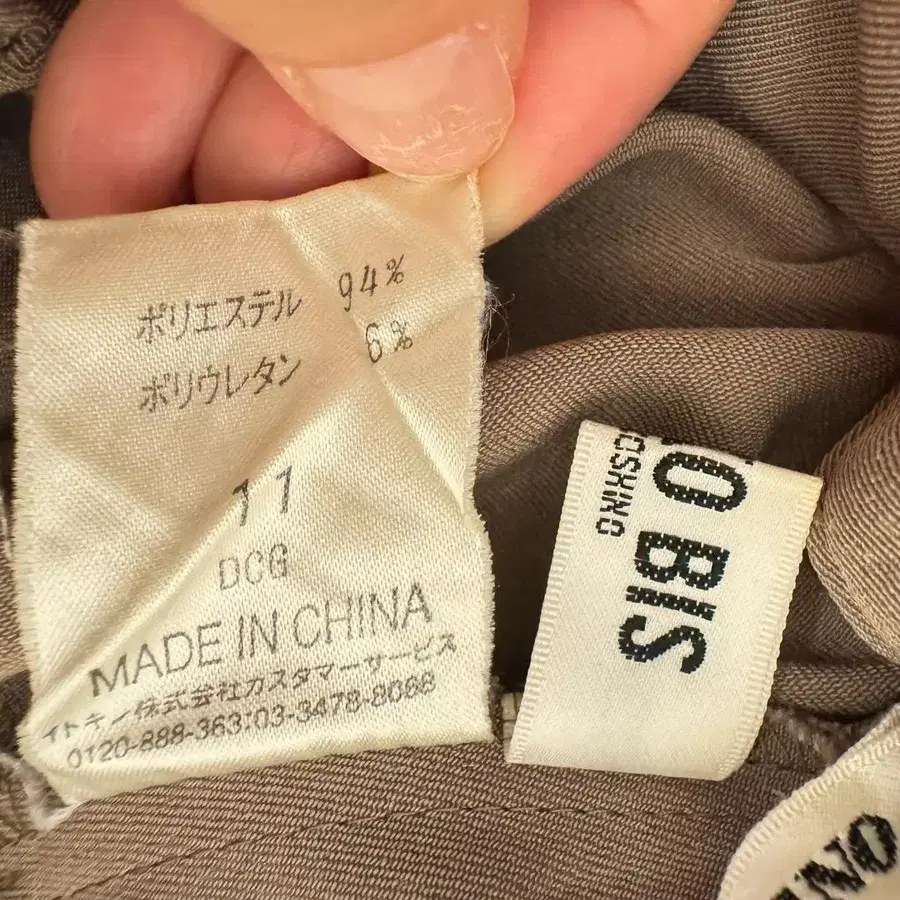 ポリエステル 94%
ポリウレタン 6%
11
DCG
MADE IN CHINA
イトキン株式会社カスタマーサービス
0120-888-363:03-3478-8088
O BIS
OSHINO
NO